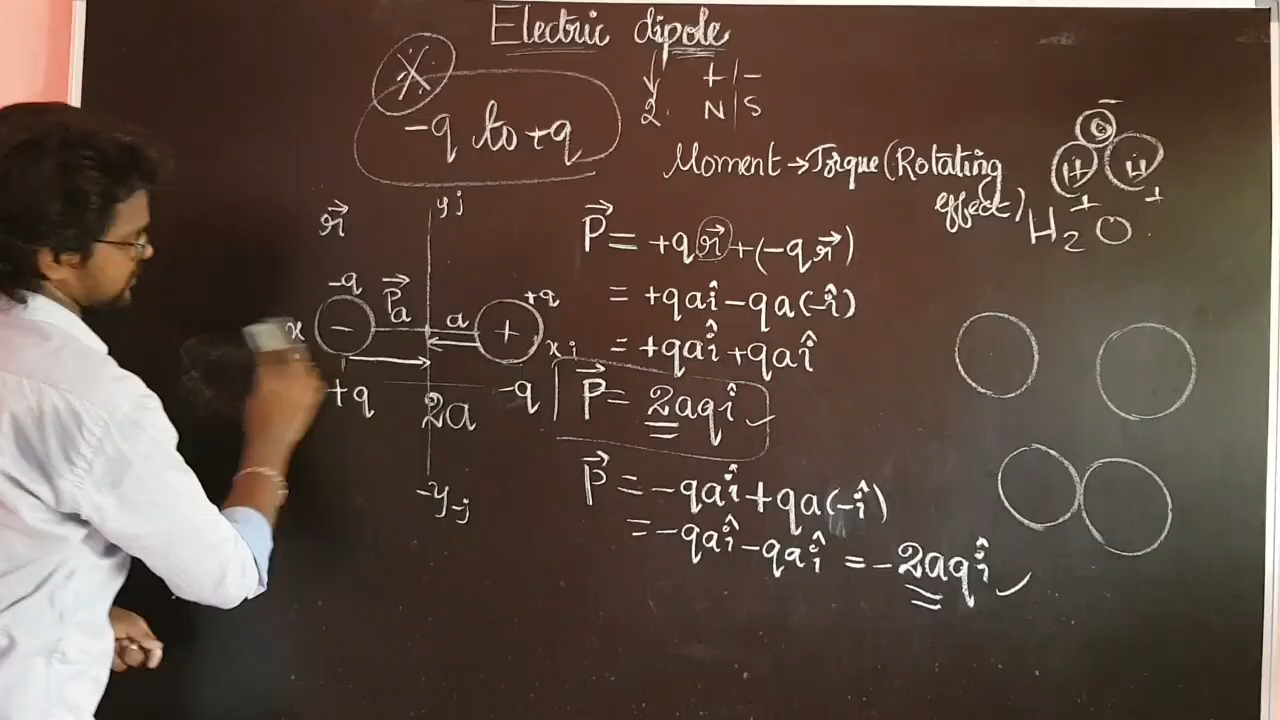 Electric dipole
↓ + | -
2. N | S
X
-q to +q
Moment → Torque (Rotating
effect)
-
O
H H
+ +
H₂O
r⃗
y j
-q P⃗ +q
a a
- +
x x i
+q 2a -q
-y -j
P⃗ = +q r⃗ + (-q r⃗)
= +qaî - qa(-î)
= +qaî + qaî
P⃗ = 2aqî
P⃗ = -qaî + qa(-î)
= -qaî - qaî = -2aqî